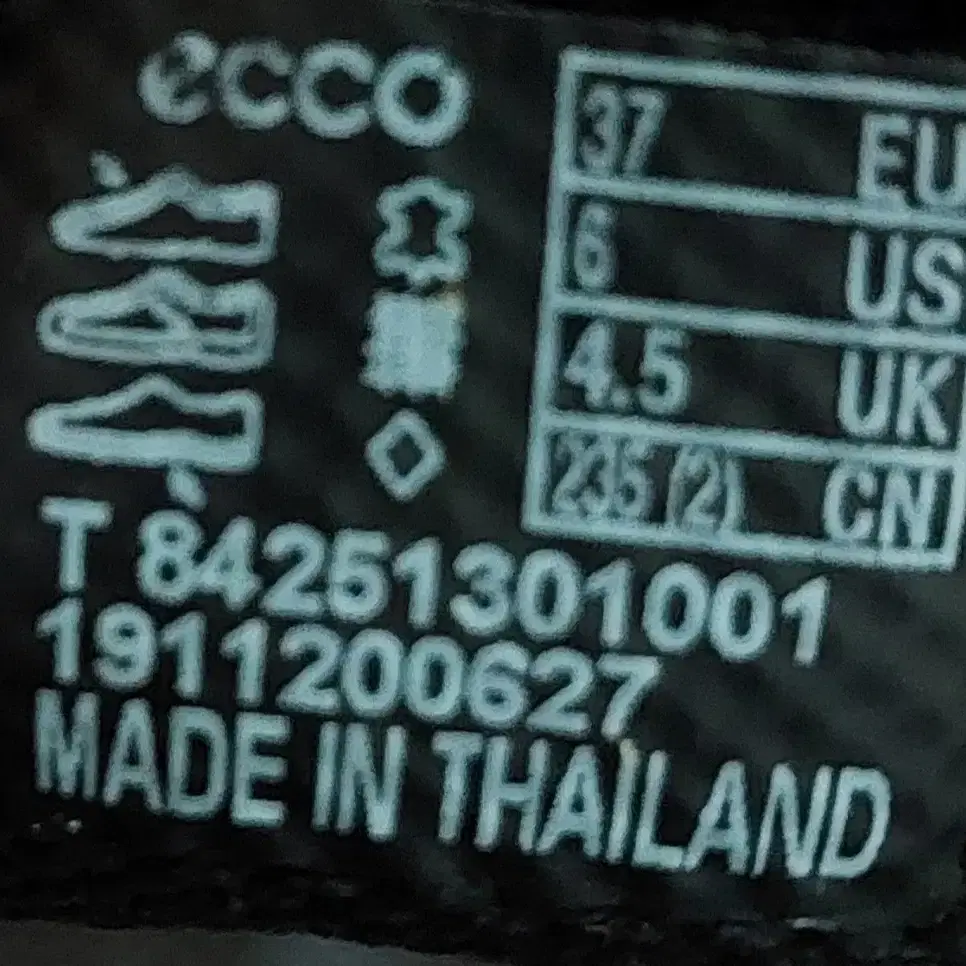 ecco
37 EU
6 US
4.5 UK
235 (2) CN
T 84251301001
1911200627
MADE IN THAILAND